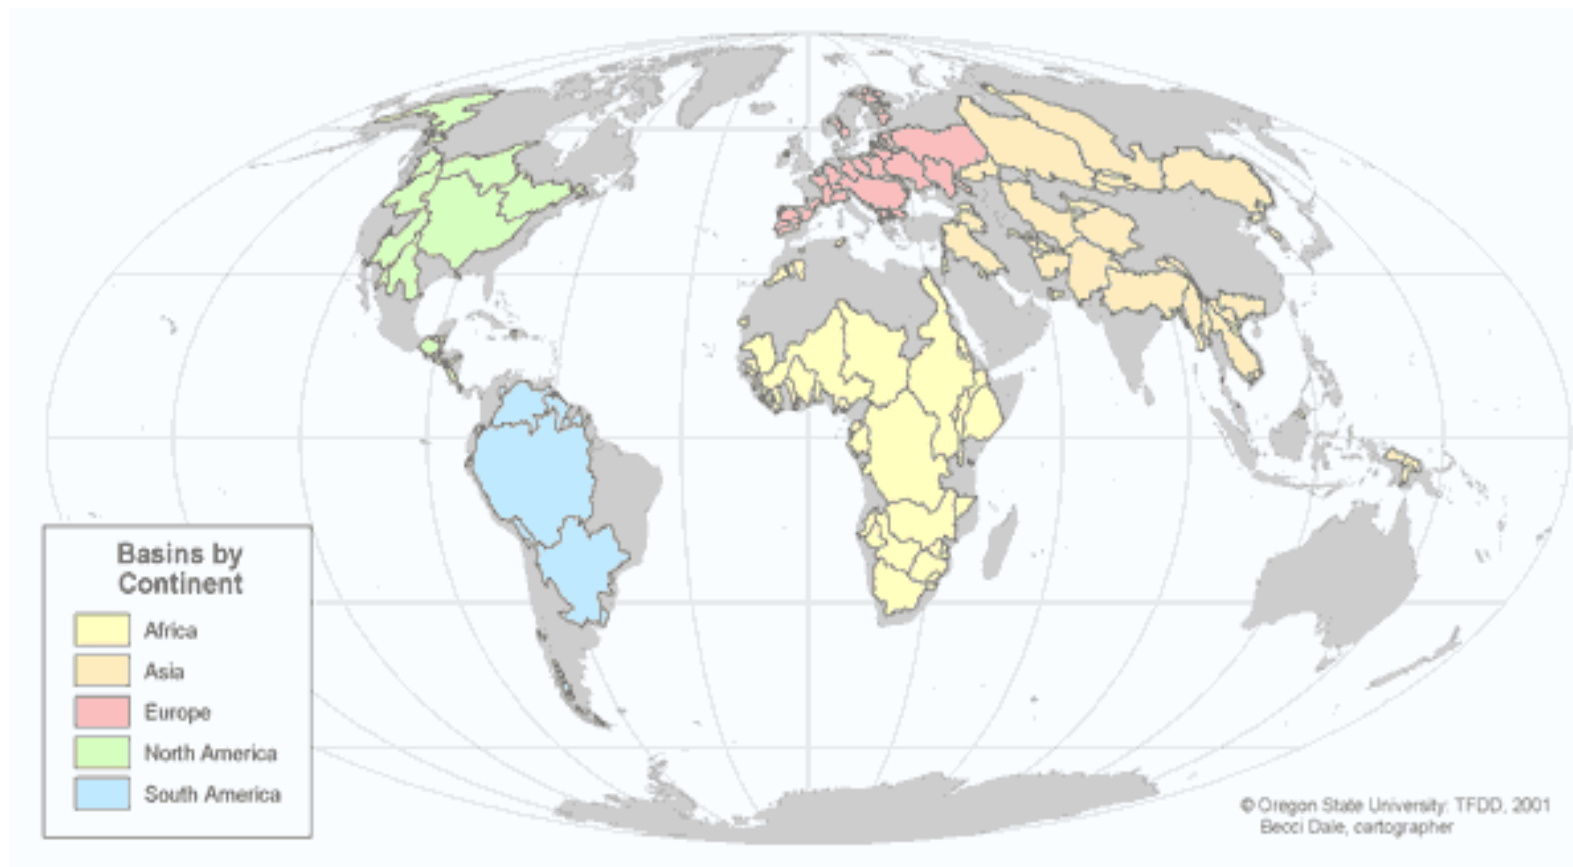 Basins by
Continent
Africa
Asia
Europe
North America
South America
© Oregon State University: TFDD, 2001
Becci Dale, cartographer